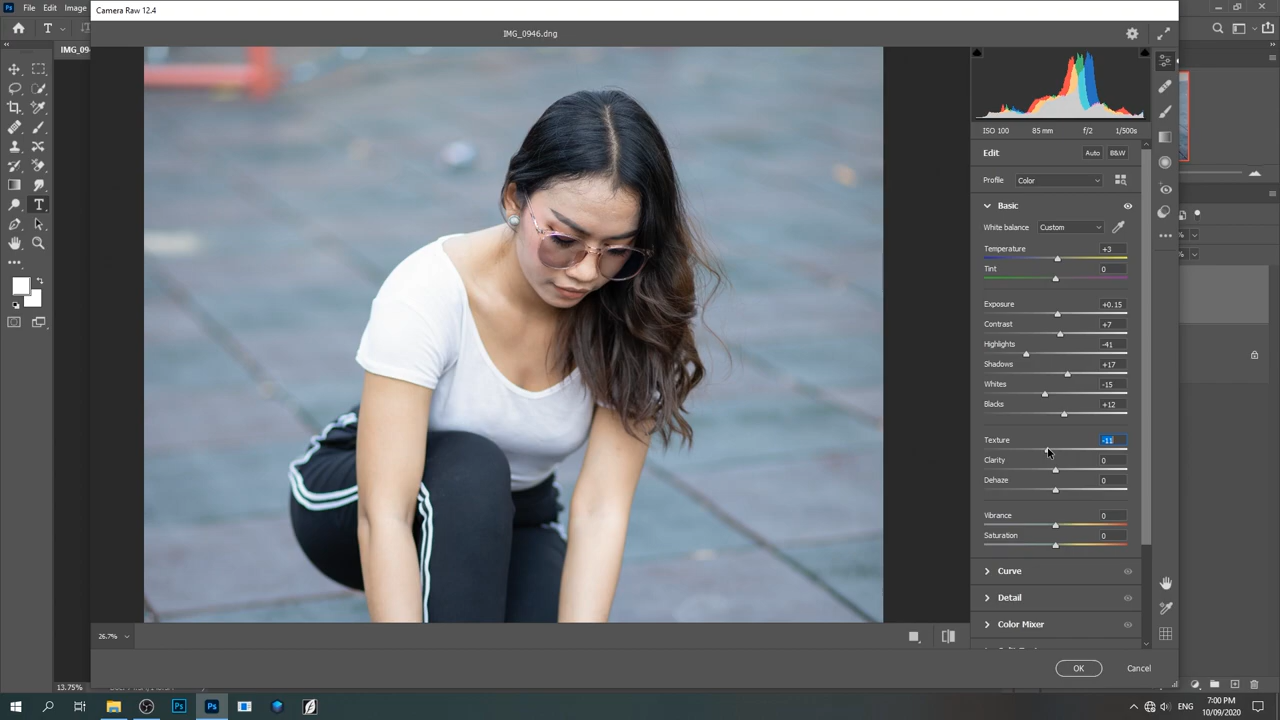 Camera Raw 12.4
File Edit Image
IMG_0946.dng
IMG_09
ISO 100 85 mm f/2 1/500s
Edit Auto B&W
Profile Color
Basic
White balance Custom
Temperature +3
Tint 0
Exposure +0.15
Contrast +7
Highlights -41
Shadows +17
Whites -15
Blacks +12
Texture -11
Clarity 0
Dehaze 0
Vibrance 0
Saturation 0
Curve
Detail
Color Mixer
26.7%
OK Cancel
13.75%
ENG
7:00 PM
10/09/2020